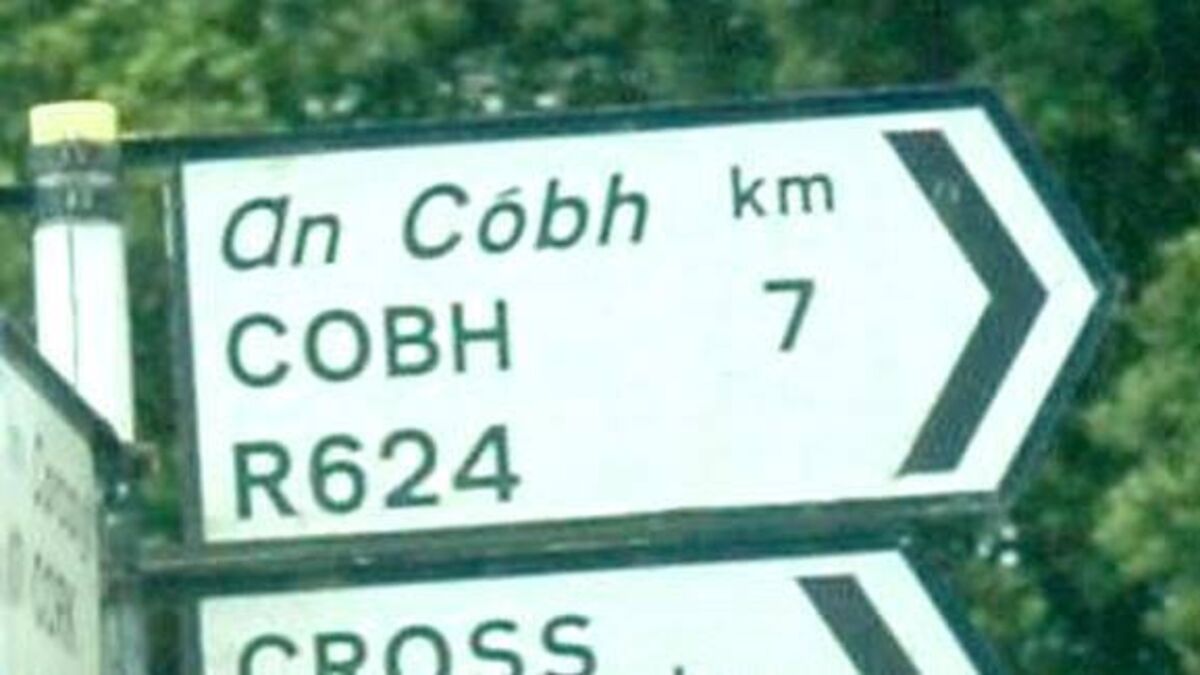 an Cóbh km
COBH 7
R624
CROSS